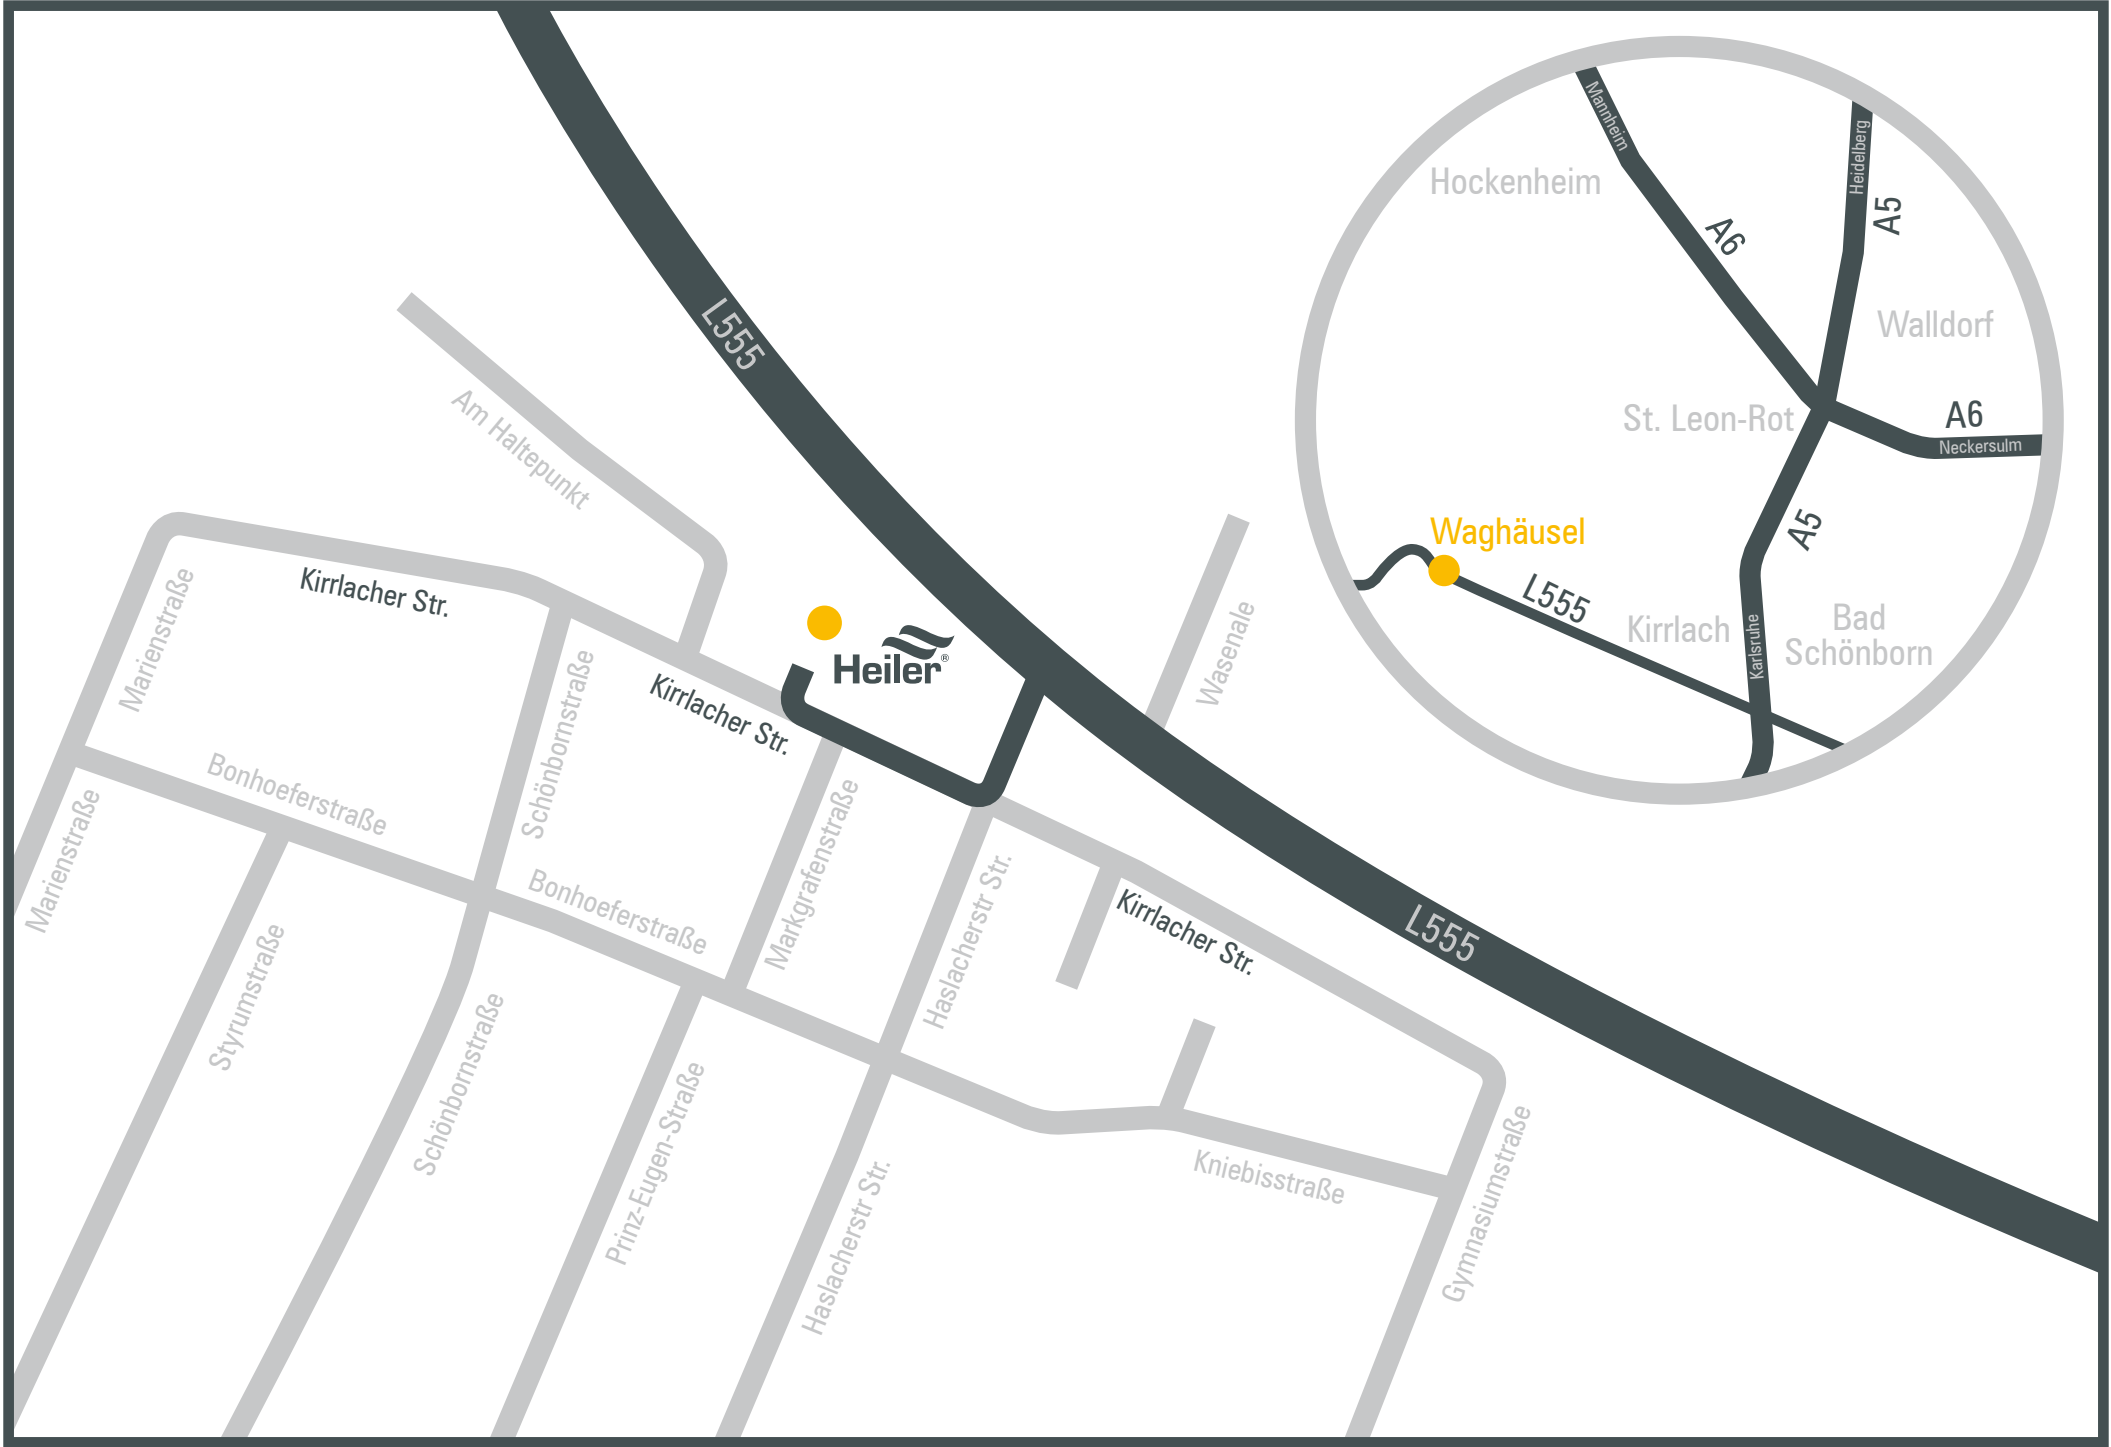 Mannheim
Heidelberg
Hockenheim
A6
A5
Walldorf
St. Leon-Rot
A6
Neckersulm
Waghäusel
A5
L555
Kirrlach
Karlsruhe
Bad
Schönborn
L555
Am Haltepunkt
Kirrlacher Str.
Marienstraße
Heiler®
Wasenale
Schönbornstraße
Kirrlacher Str.
Bonhoeferstraße
Marienstraße
Markgrafenstraße
Bonhoeferstraße
Haslacherstr Str.
Kirrlacher Str.
L555
Styrumstraße
Schönbornstraße
Prinz-Eugen-Straße
Haslacherstr Str.
Kniebisstraße
Gymnasiumstraße